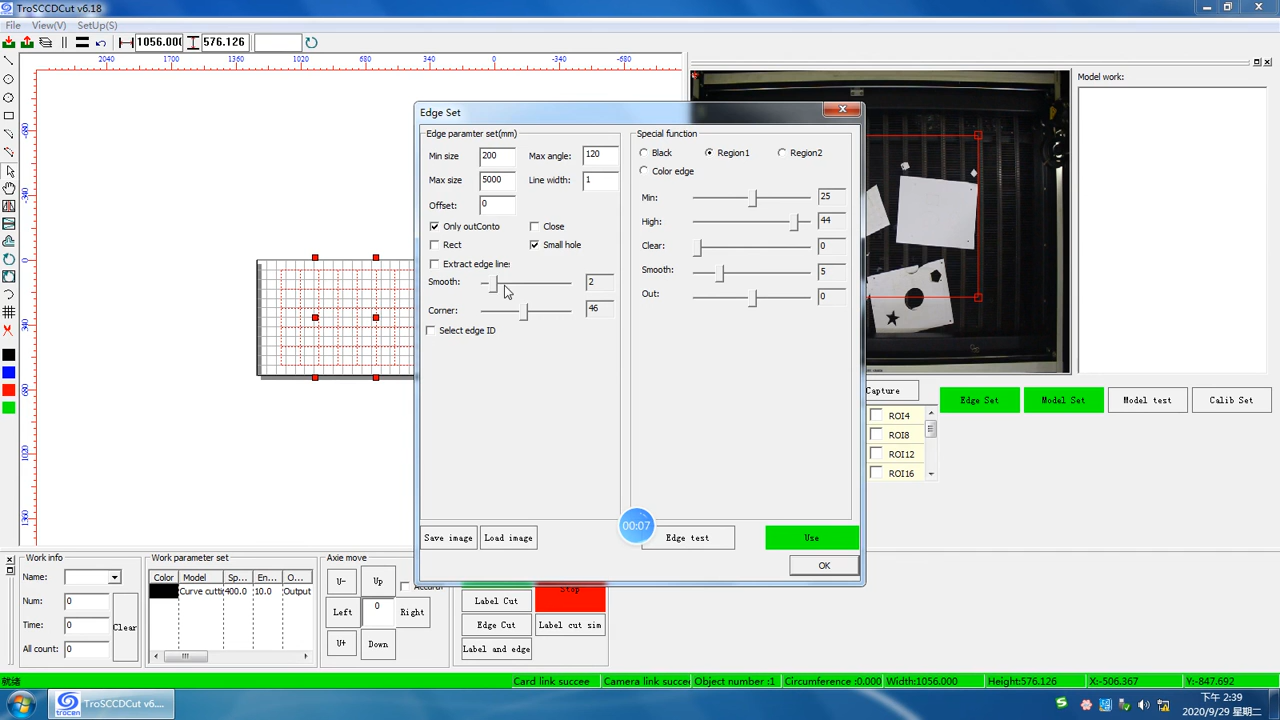 TroSCCDCut v6.18
File View(V) SetUp(S)
1056.000 576.126
2040 1700 1360 1020 680 340 0 -340 -680
Model work:
-680
-340
0
340
680
1020
1360
Edge Set
Edge paramter set(mm)
Min size 200 Max angle: 120
Max size 5000 Line width: 1
Offset: 0
Only outConto Close
Rect Small hole
Extract edge line:
Smooth: 2
Corner: 46
Select edge ID
Special function
Black Region1 Region2
Color edge
Min: 25
High: 44
Clear: 0
Smooth: 5
Out: 0
Save image Load image 00:07 Edge test Use
OK
Capture Edge Set Model Set Model test Calib Set
ROI4
ROI8
ROI12
ROI16
Work info
Name:
Num: 0
Time: 0
All count: 0
Clear
Work parameter set
Color Model Sp... En... O...
Curve cutti 400.0 10.0 Output
Axie move
U- Up
Left 0 Right
U+ Down
Label Cut Stop
Edge Cut Label cut sim
Label and edge
就绪 Card link succee Camera link succe Object number :1 Circumference :0.000 Width:1056.000 Height:576.126 X:-506.367 Y:-847.692
trocen TroSCCDCut v6....
下午 2:39
2020/9/29 星期二